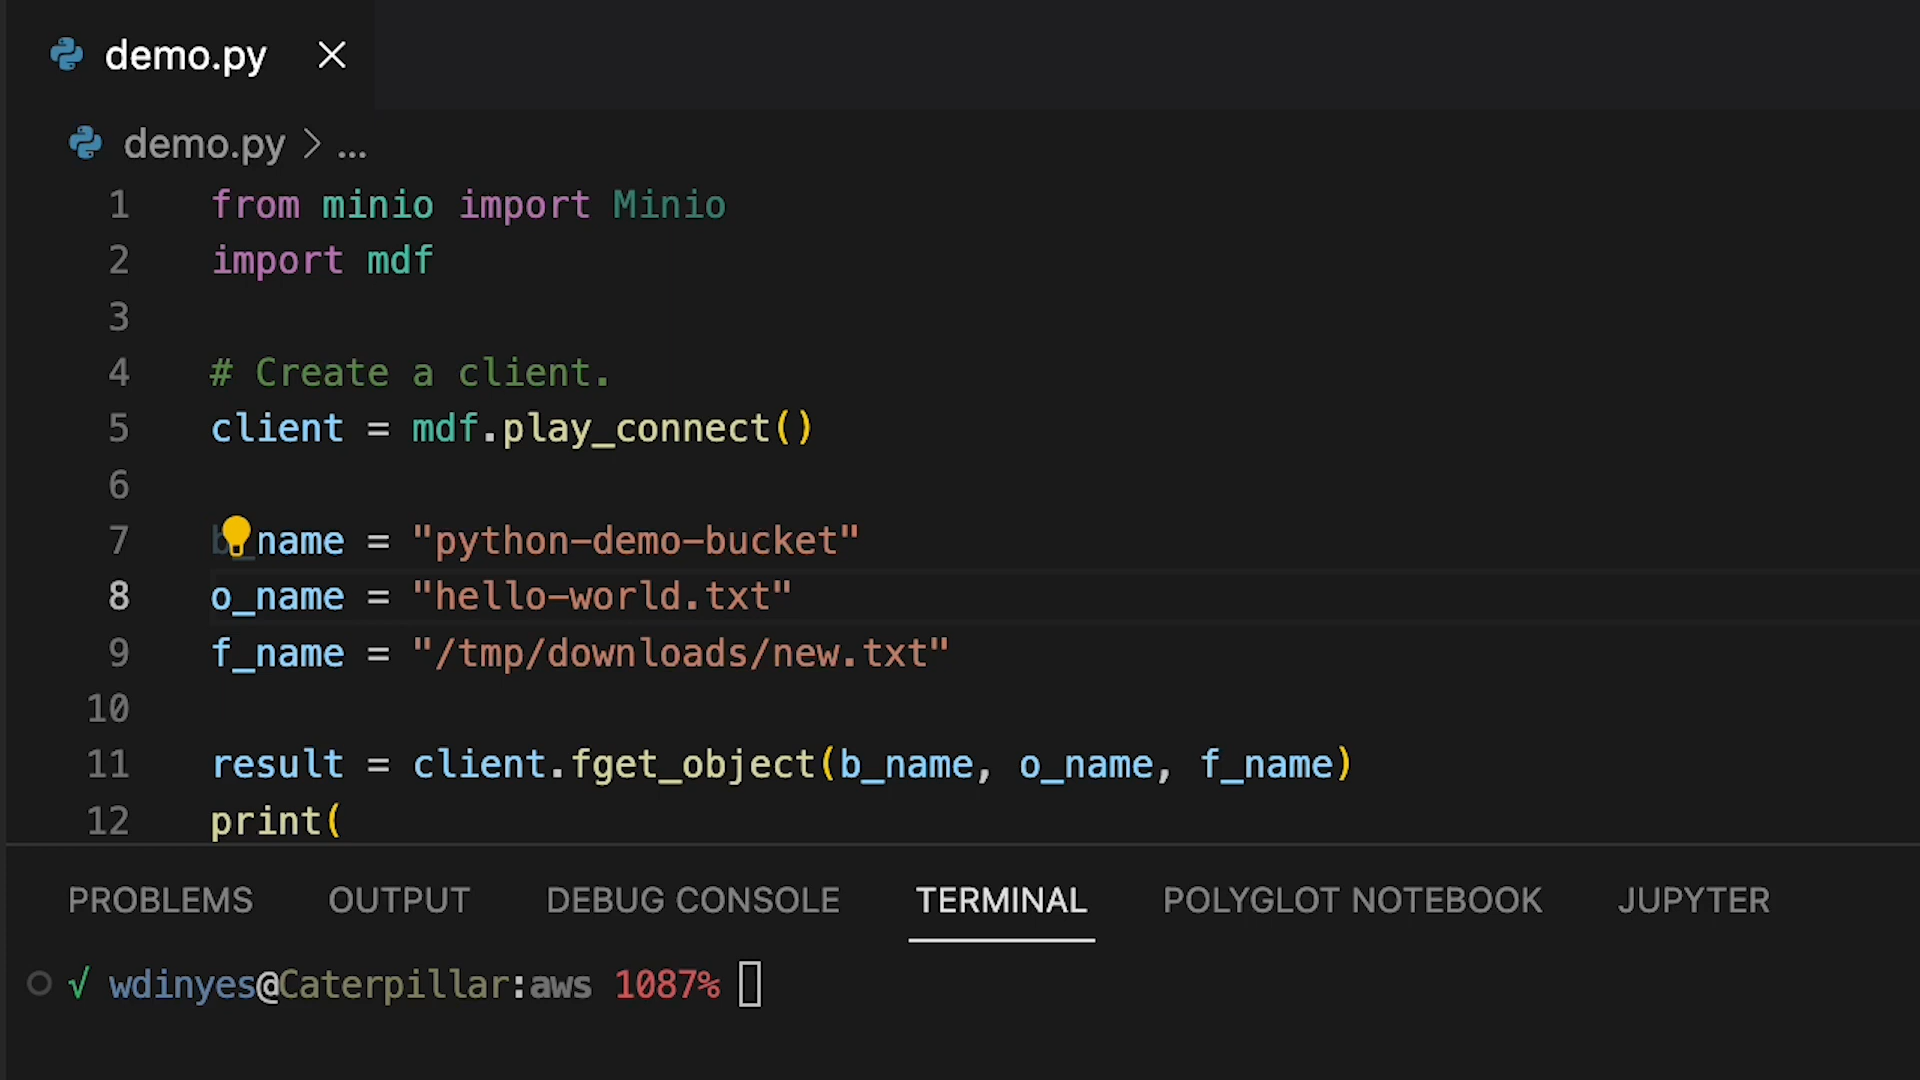 demo.py
demo.py > ...
1 from minio import Minio
2 import mdf
3
4 # Create a client.
5 client = mdf.play_connect()
6
7 b_name = "python-demo-bucket"
8 o_name = "hello-world.txt"
9 f_name = "/tmp/downloads/new.txt"
10
11 result = client.fget_object(b_name, o_name, f_name)
12 print(
PROBLEMS OUTPUT DEBUG CONSOLE TERMINAL POLYGLOT NOTEBOOK JUPYTER
√ wdinyes@Caterpillar:aws 1087%